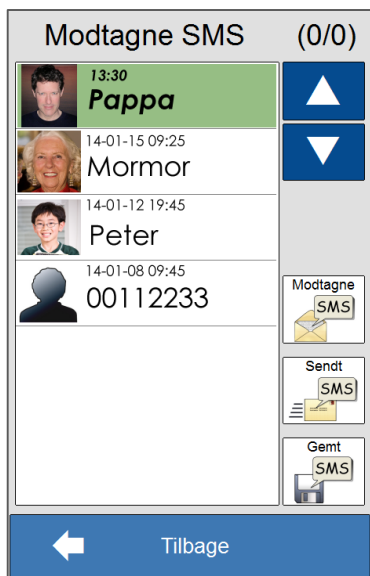 Modtagne SMS (0/0)
13:30
Pappa
14-01-15 09:25
Mormor
14-01-12 19:45
Peter
14-01-08 09:45
00112233
Modtagne
SMS
Sendt
SMS
Gemt
SMS
Tilbage